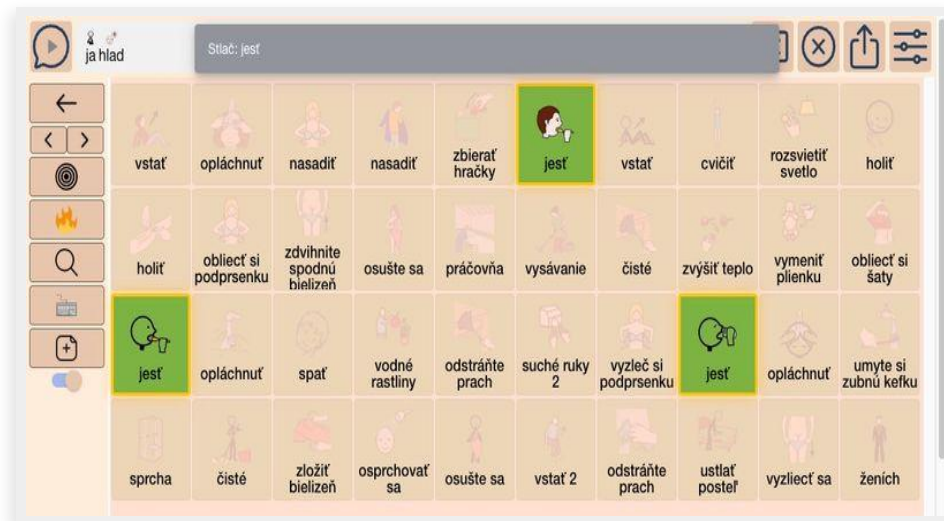 ja hlad
Stlač: jesť
vstať
opláchnuť
nasadiť
nasadiť
zbierať
hračky
jesť
vstať
cvičiť
rozsvietiť
svetlo
holiť
holiť
obliecť si
podprsenku
zdvihnite
spodnú
bielizeň
osušte sa
práčovňa
vysávanie
čisté
zvýšiť teplo
vymeniť
plienku
obliecť si
šaty
jesť
opláchnuť
spať
vodné
rastliny
odstráňte
prach
suché ruky
2
vyzleč si
podprsenku
jesť
opláchnuť
umyte si
zubnú kefku
sprcha
čisté
zložiť
bielizeň
osprchovať
sa
osušte sa
vstať 2
odstráňte
prach
ustlať
posteľ
vyzliecť sa
ženích